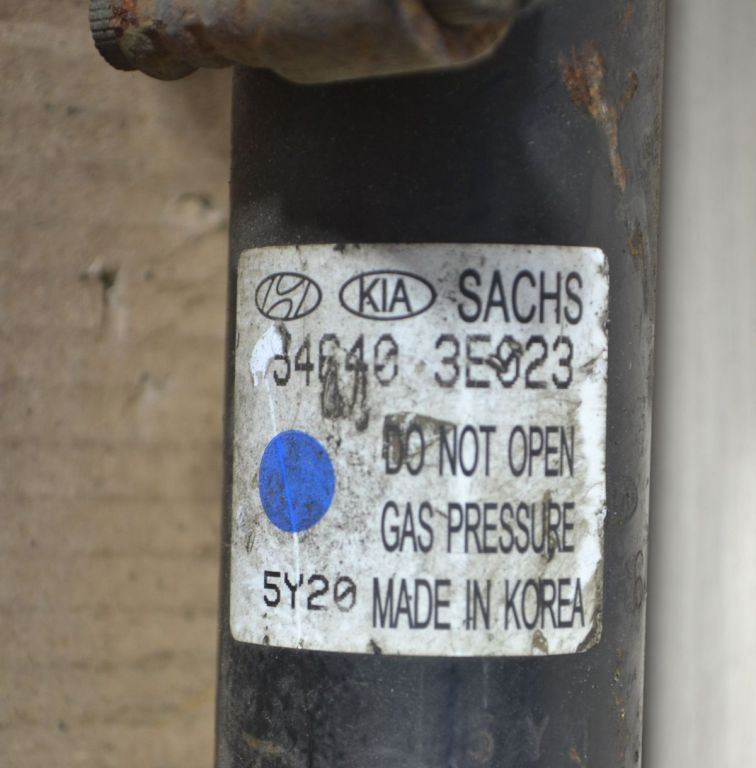 KIA SACHS
3E023
DO NOT OPEN
GAS PRESSURE
5Y20 MADE IN KOREA